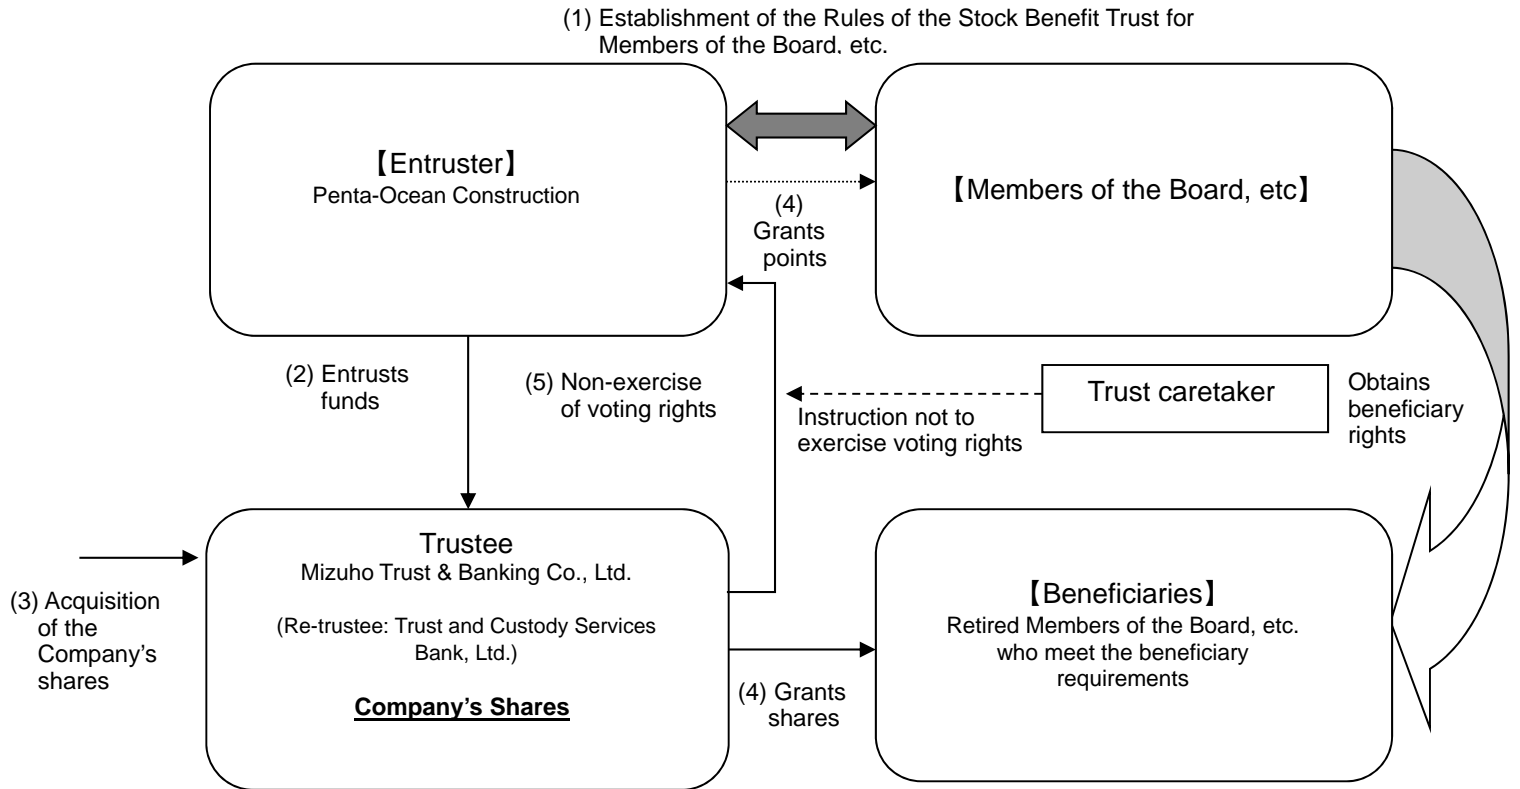 (1) Establishment of the Rules of the Stock Benefit Trust for
Members of the Board, etc.
【Entruster】
Penta-Ocean Construction
【Members of the Board, etc】
(4)
Grants
points
(2) Entrusts
funds
(5) Non-exercise
of voting rights
Instruction not to
exercise voting rights
Trust caretaker
Obtains
beneficiary
rights
(3) Acquisition
of the
Company’s
shares
Trustee
Mizuho Trust & Banking Co., Ltd.
(Re-trustee: Trust and Custody Services
Bank, Ltd.)
Company’s Shares
(4) Grants
shares
【Beneficiaries】
Retired Members of the Board, etc.
who meet the beneficiary
requirements